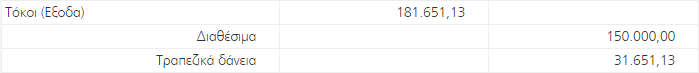 Τόκοι (Εξοδα) 181.651,13
Διαθέσιμα 150.000,00
Τραπεζικά δάνεια 31.651,13